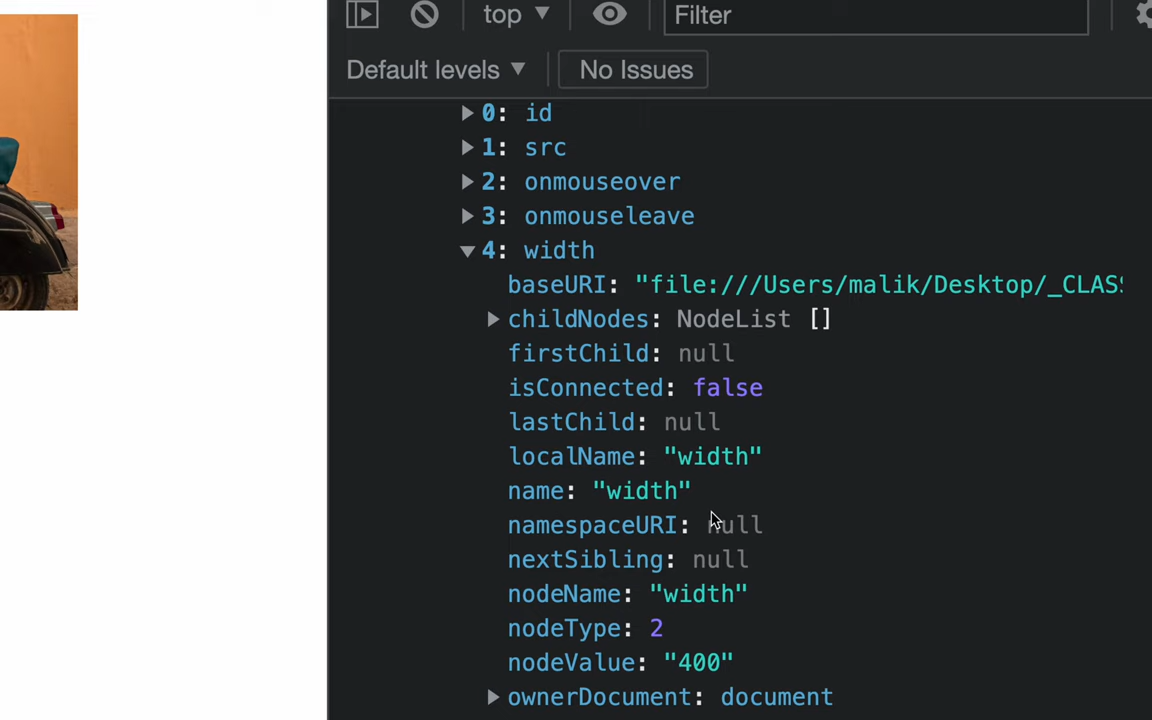 top Filter
Default levels No Issues
0: id
1: src
2: onmouseover
3: onmouseleave
4: width
baseURI: "file:///Users/malik/Desktop/_CLAS
childNodes: NodeList []
firstChild: null
isConnected: false
lastChild: null
localName: "width"
name: "width"
namespaceURI: null
nextSibling: null
nodeName: "width"
nodeType: 2
nodeValue: "400"
ownerDocument: document